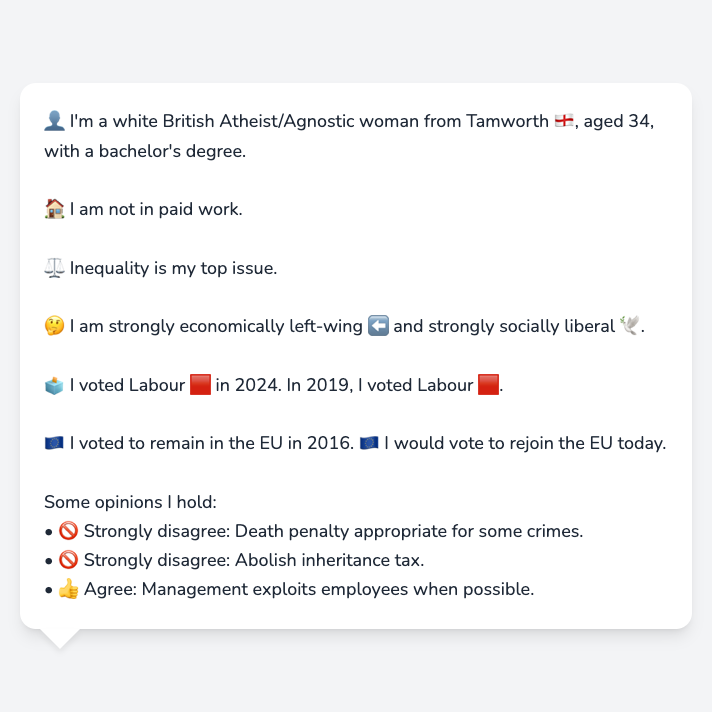 👤 I'm a white British Atheist/Agnostic woman from Tamworth 🏴󠁧󠁢󠁥󠁮󠁧󠁿, aged 34,
with a bachelor's degree.
🏠 I am not in paid work.
⚖️ Inequality is my top issue.
🤔 I am strongly economically left-wing ⬅️ and strongly socially liberal 🕊️.
🗳️ I voted Labour 🟥 in 2024. In 2019, I voted Labour 🟥.
🇪🇺 I voted to remain in the EU in 2016. 🇪🇺 I would vote to rejoin the EU today.
Some opinions I hold:
• 🚫 Strongly disagree: Death penalty appropriate for some crimes.
• 🚫 Strongly disagree: Abolish inheritance tax.
• 👍 Agree: Management exploits employees when possible.